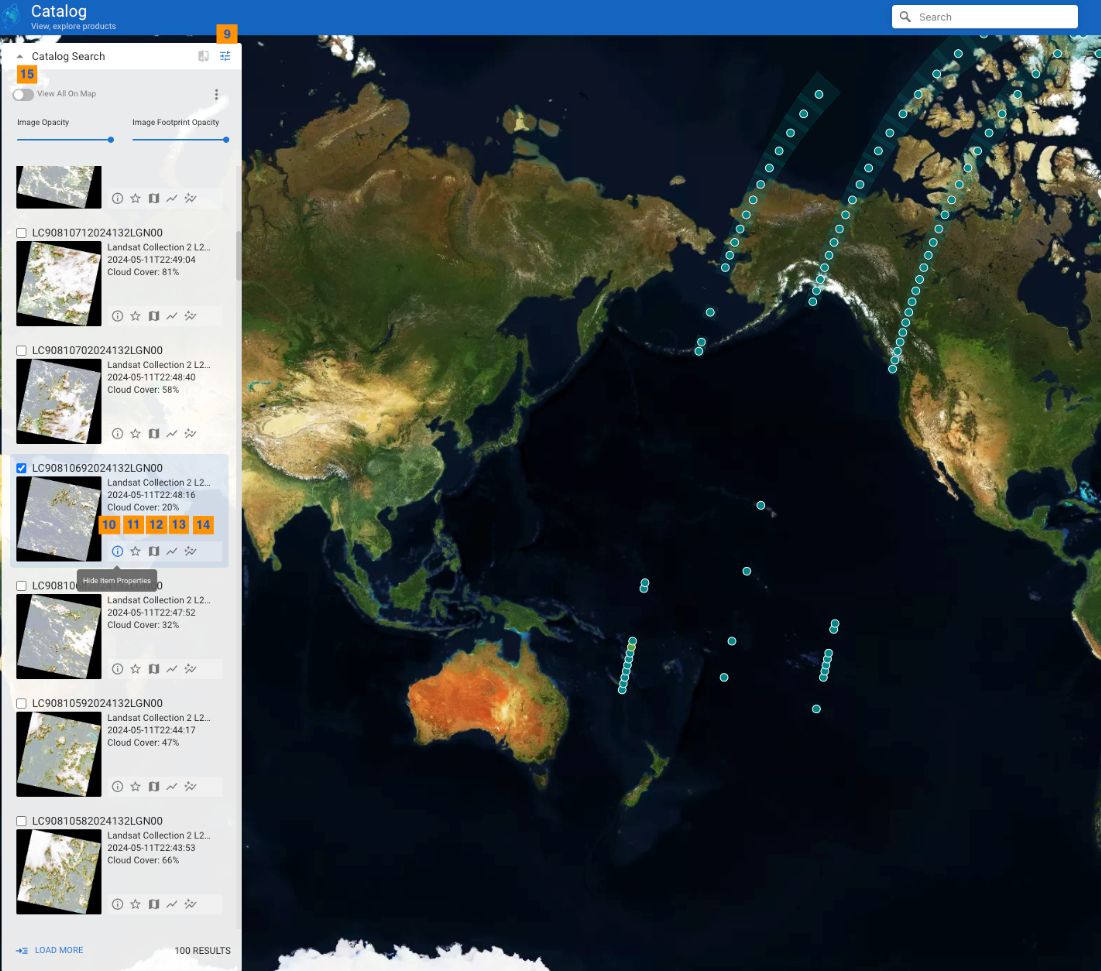 Catalog
View, explore products
Search
9
Catalog Search
15
View All On Map
Image Opacity
Image Footprint Opacity
LC90810712024132LGN00
Landsat Collection 2 L2...
2024-05-11T22:49:04
Cloud Cover: 81%
LC90810702024132LGN00
Landsat Collection 2 L2...
2024-05-11T22:48:40
Cloud Cover: 58%
LC90810692024132LGN00
Landsat Collection 2 L2...
2024-05-11T22:48:16
Cloud Cover: 20%
10 11 12 13 14
Hide Item Properties
Landsat Collection 2 L2...
2024-05-11T22:47:52
Cloud Cover: 32%
LC90810592024132LGN00
Landsat Collection 2 L2...
2024-05-11T22:44:17
Cloud Cover: 47%
LC90810582024132LGN00
Landsat Collection 2 L2...
2024-05-11T22:43:53
Cloud Cover: 66%
LOAD MORE
100 RESULTS